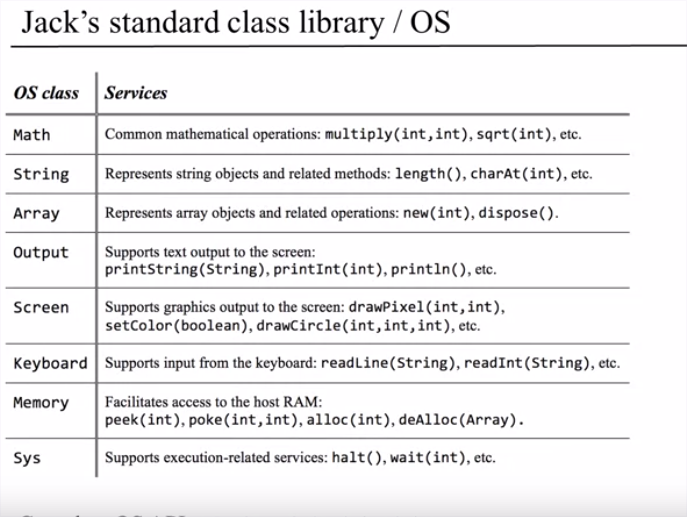 Jack's standard class library / OS
OS class Services
Math Common mathematical operations: multiply(int,int), sqrt(int), etc.
String Represents string objects and related methods: length(), charAt(int), etc.
Array Represents array objects and related operations: new(int), dispose().
Output Supports text output to the screen:
printString(String), printInt(int), println(), etc.
Screen Supports graphics output to the screen: drawPixel(int,int),
setColor(boolean), drawCircle(int,int,int), etc.
Keyboard Supports input from the keyboard: readLine(String), readInt(String), etc.
Memory Facilitates access to the host RAM:
peek(int), poke(int,int), alloc(int), deAlloc(Array).
Sys Supports execution-related services: halt(), wait(int), etc.